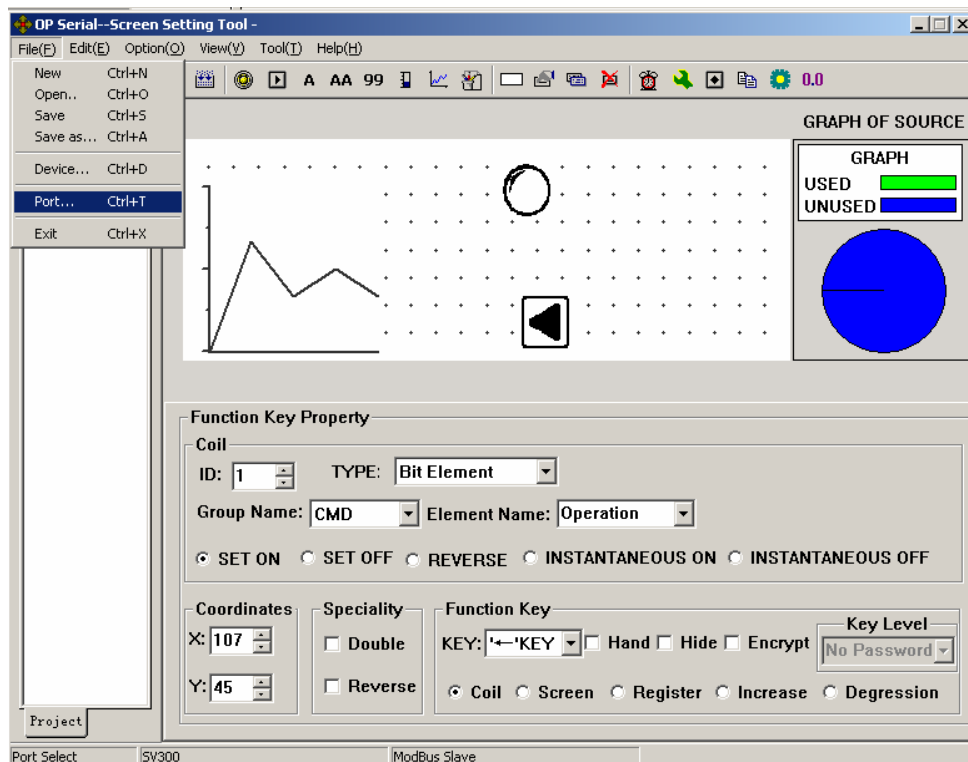 OP Serial--Screen Setting Tool -
File(F) Edit(E) Option(O) View(V) Tool(T) Help(H)
New Ctrl+N
Open.. Ctrl+O
Save Ctrl+S
Save as... Ctrl+A
Device... Ctrl+D
Port... Ctrl+T
Exit Ctrl+X
A AA 99 0.0
GRAPH OF SOURCE
GRAPH
USED
UNUSED
Function Key Property
Coil
ID: 1 TYPE: Bit Element
Group Name: CMD Element Name: Operation
SET ON SET OFF REVERSE INSTANTANEOUS ON INSTANTANEOUS OFF
Coordinates
X: 107
Y: 45
Speciality
Double
Reverse
Function Key
KEY: '←'KEY Hand Hide Encrypt
Key Level
No Password
Coil Screen Register Increase Degression
Project
Port Select SV300 ModBus Slave